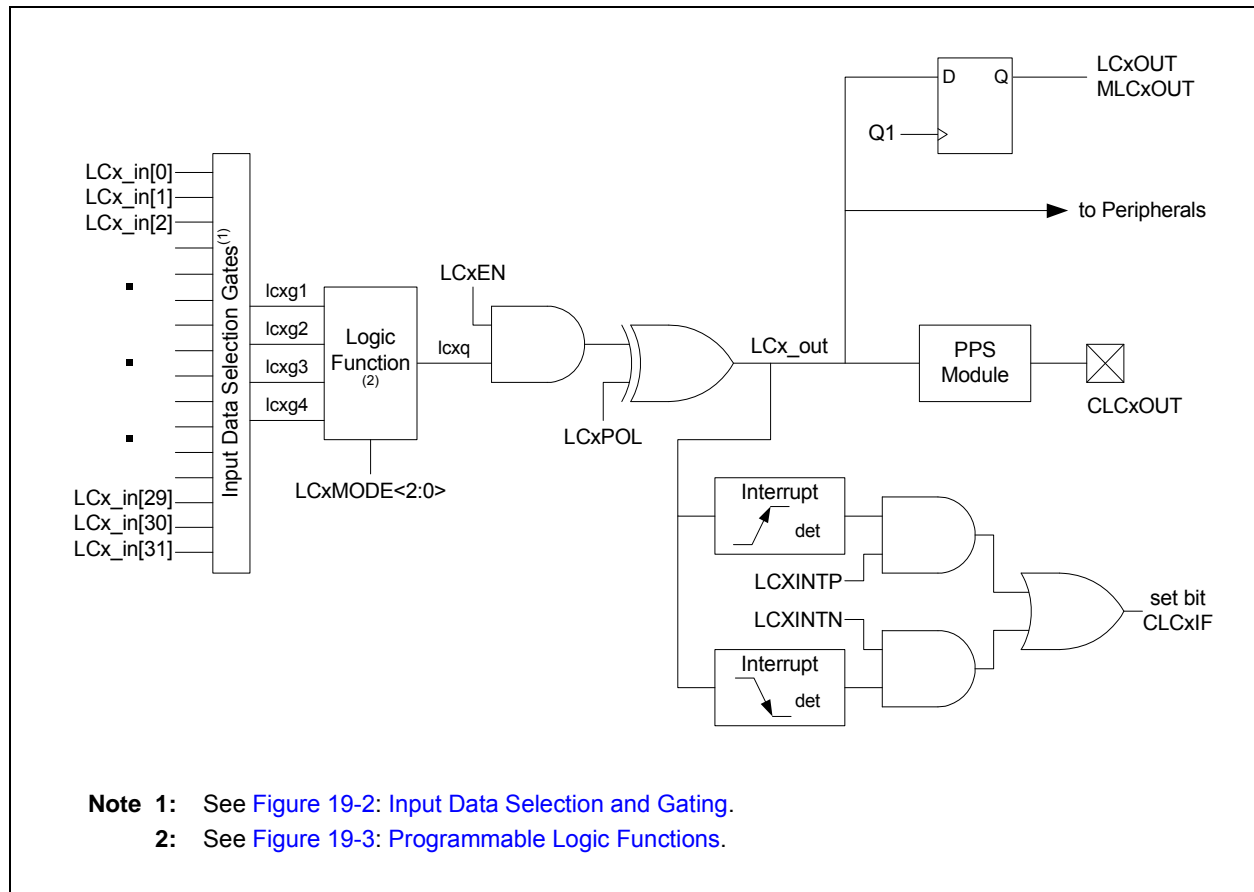 LCxOUT
MLCxOUT
D Q
Q1
to Peripherals
LCx_in[0]
LCx_in[1]
LCx_in[2]
LCx_in[29]
LCx_in[30]
LCx_in[31]
Input Data Selection Gates(1)
lcxg1
lcxg2
lcxg3
lcxg4
Logic
Function
(2)
LCxMODE<2:0>
LCxEN
lcxq
LCxPOL
LCx_out
PPS
Module
CLCxOUT
Interrupt
det
LCXINTP
LCXINTN
Interrupt
det
set bit
CLCxIF
Note 1: See Figure 19-2: Input Data Selection and Gating.
2: See Figure 19-3: Programmable Logic Functions.